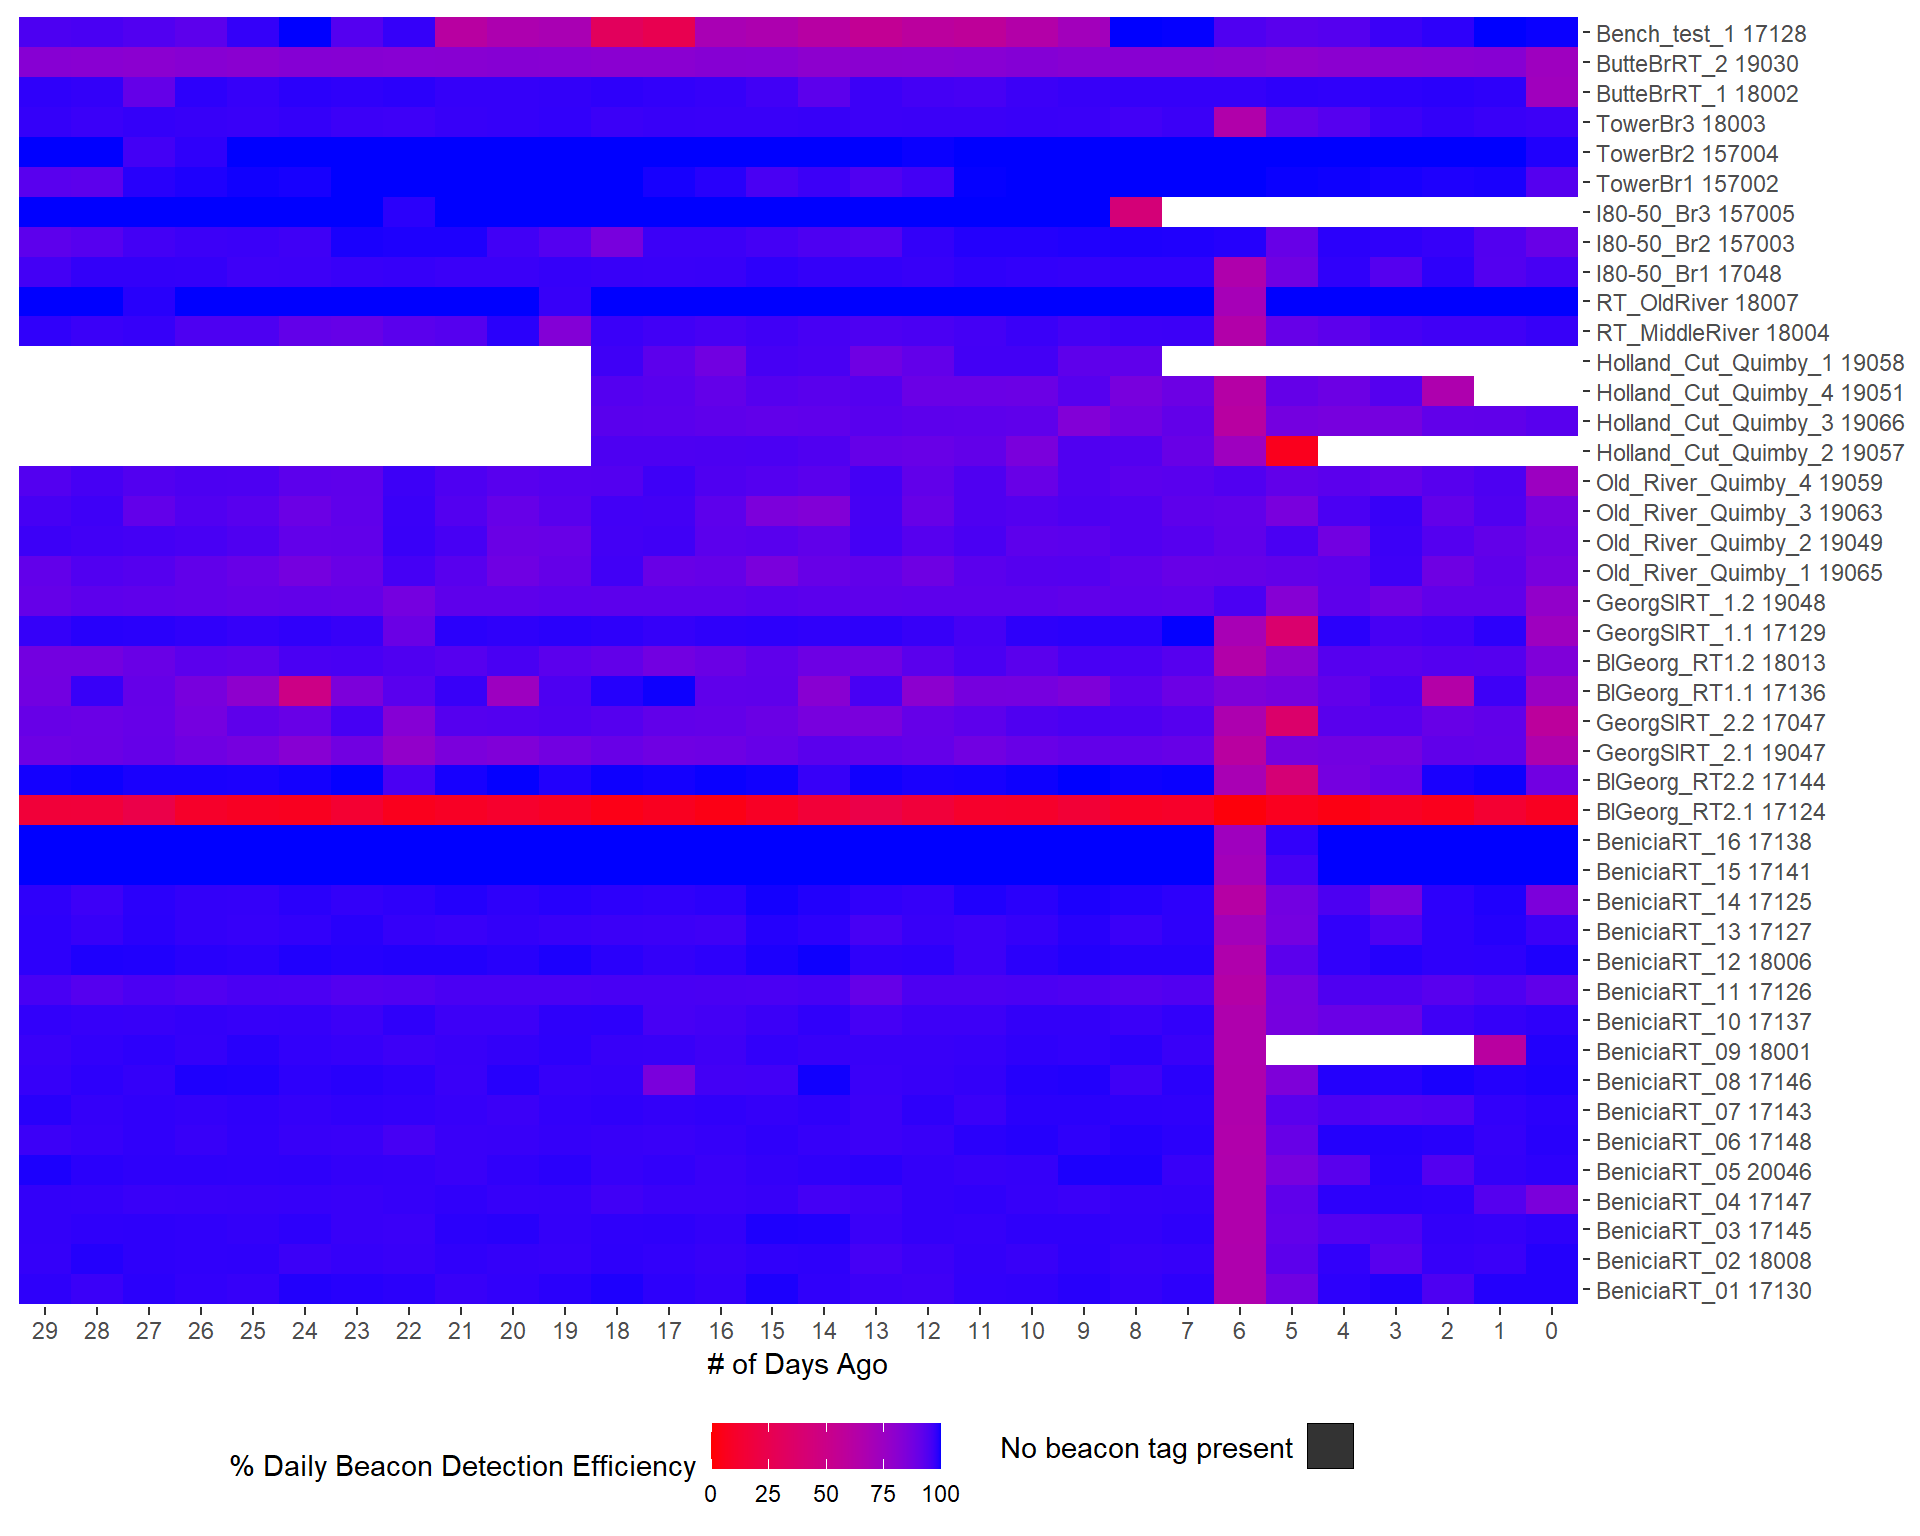 Bench_test_1 17128
ButteBrRT_2 19030
ButteBrRT_1 18002
TowerBr3 18003
TowerBr2 157004
TowerBr1 157002
I80-50_Br3 157005
I80-50_Br2 157003
I80-50_Br1 17048
RT_OldRiver 18007
RT_MiddleRiver 18004
Holland_Cut_Quimby_1 19058
Holland_Cut_Quimby_4 19051
Holland_Cut_Quimby_3 19066
Holland_Cut_Quimby_2 19057
Old_River_Quimby_4 19059
Old_River_Quimby_3 19063
Old_River_Quimby_2 19049
Old_River_Quimby_1 19065
GeorgSlRT_1.2 19048
GeorgSlRT_1.1 17129
BlGeorg_RT1.2 18013
BlGeorg_RT1.1 17136
GeorgSlRT_2.2 17047
GeorgSlRT_2.1 19047
BlGeorg_RT2.2 17144
BlGeorg_RT2.1 17124
BeniciaRT_16 17138
BeniciaRT_15 17141
BeniciaRT_14 17125
BeniciaRT_13 17127
BeniciaRT_12 18006
BeniciaRT_11 17126
BeniciaRT_10 17137
BeniciaRT_09 18001
BeniciaRT_08 17146
BeniciaRT_07 17143
BeniciaRT_06 17148
BeniciaRT_05 20046
BeniciaRT_04 17147
BeniciaRT_03 17145
BeniciaRT_02 18008
BeniciaRT_01 17130
29 28 27 26 25 24 23 22 21 20 19 18 17 16 15 14 13 12 11 10 9 8 7 6 5 4 3 2 1 0
# of Days Ago
% Daily Beacon Detection Efficiency
0 25 50 75 100
No beacon tag present